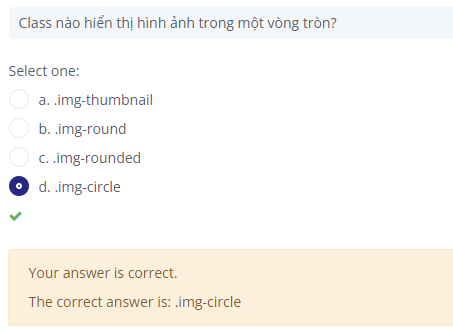 Class nào hiển thị hình ảnh trong một vòng tròn?
Select one:
a. .img-thumbnail
b. .img-round
c. .img-rounded
d. .img-circle
Your answer is correct.
The correct answer is: .img-circle